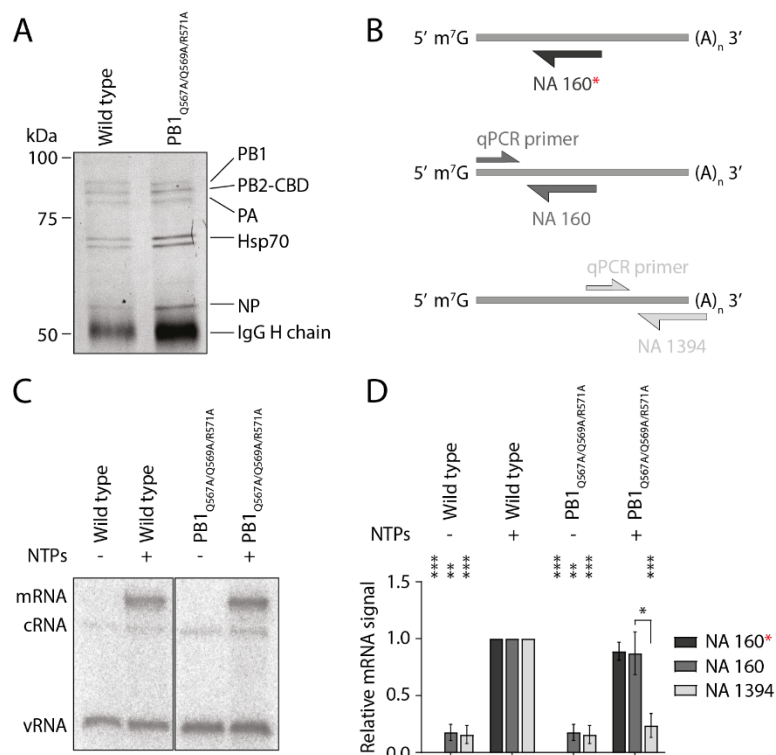 A
Wild type
PB1Q567A/Q569A/R571A
kDa
100
75
50
PB1
PB2-CBD
PA
Hsp70
NP
IgG H chain
B
5′ m⁷G (A)n 3′
NA 160*
qPCR primer
5′ m⁷G (A)n 3′
NA 160
qPCR primer
5′ m⁷G (A)n 3′
NA 1394
C
Wild type
Wild type
PB1Q567A/Q569A/R571A
PB1Q567A/Q569A/R571A
NTPs - + - +
mRNA
cRNA
vRNA
D
Wild type
Wild type
PB1Q567A/Q569A/R571A
PB1Q567A/Q569A/R571A
NTPs - + - +
*** ** *** *** ** *** ***
*
Relative mRNA signal
1.5
1.0
0.5
0
NA 160*
NA 160
NA 1394